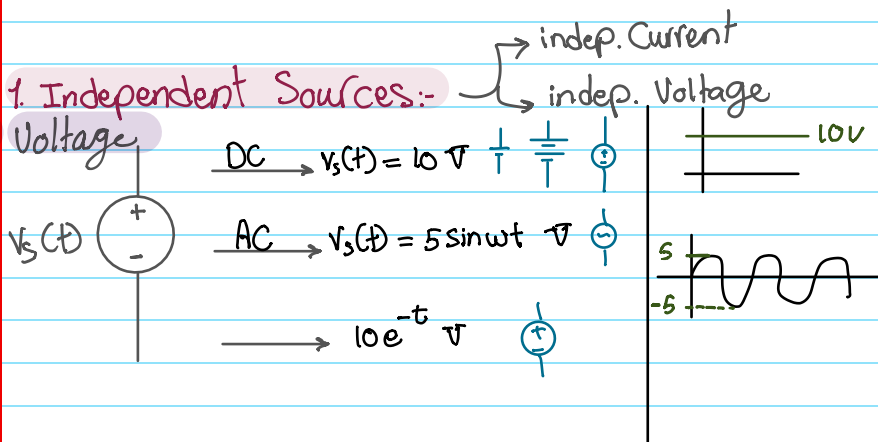 indep. Current
1. Independent Sources:-
indep. Voltage
Voltage
DC
Vs(t) = 10 V
10V
+
-
Vs(t)
AC
Vs(t) = 5 sinwt V
5
-5
10e^-t V
+
-